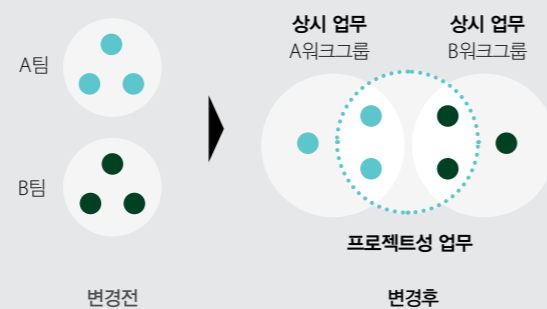 A팀
B팀
변경전
상시 업무
A워크그룹
상시 업무
B워크그룹
프로젝트성 업무
변경후